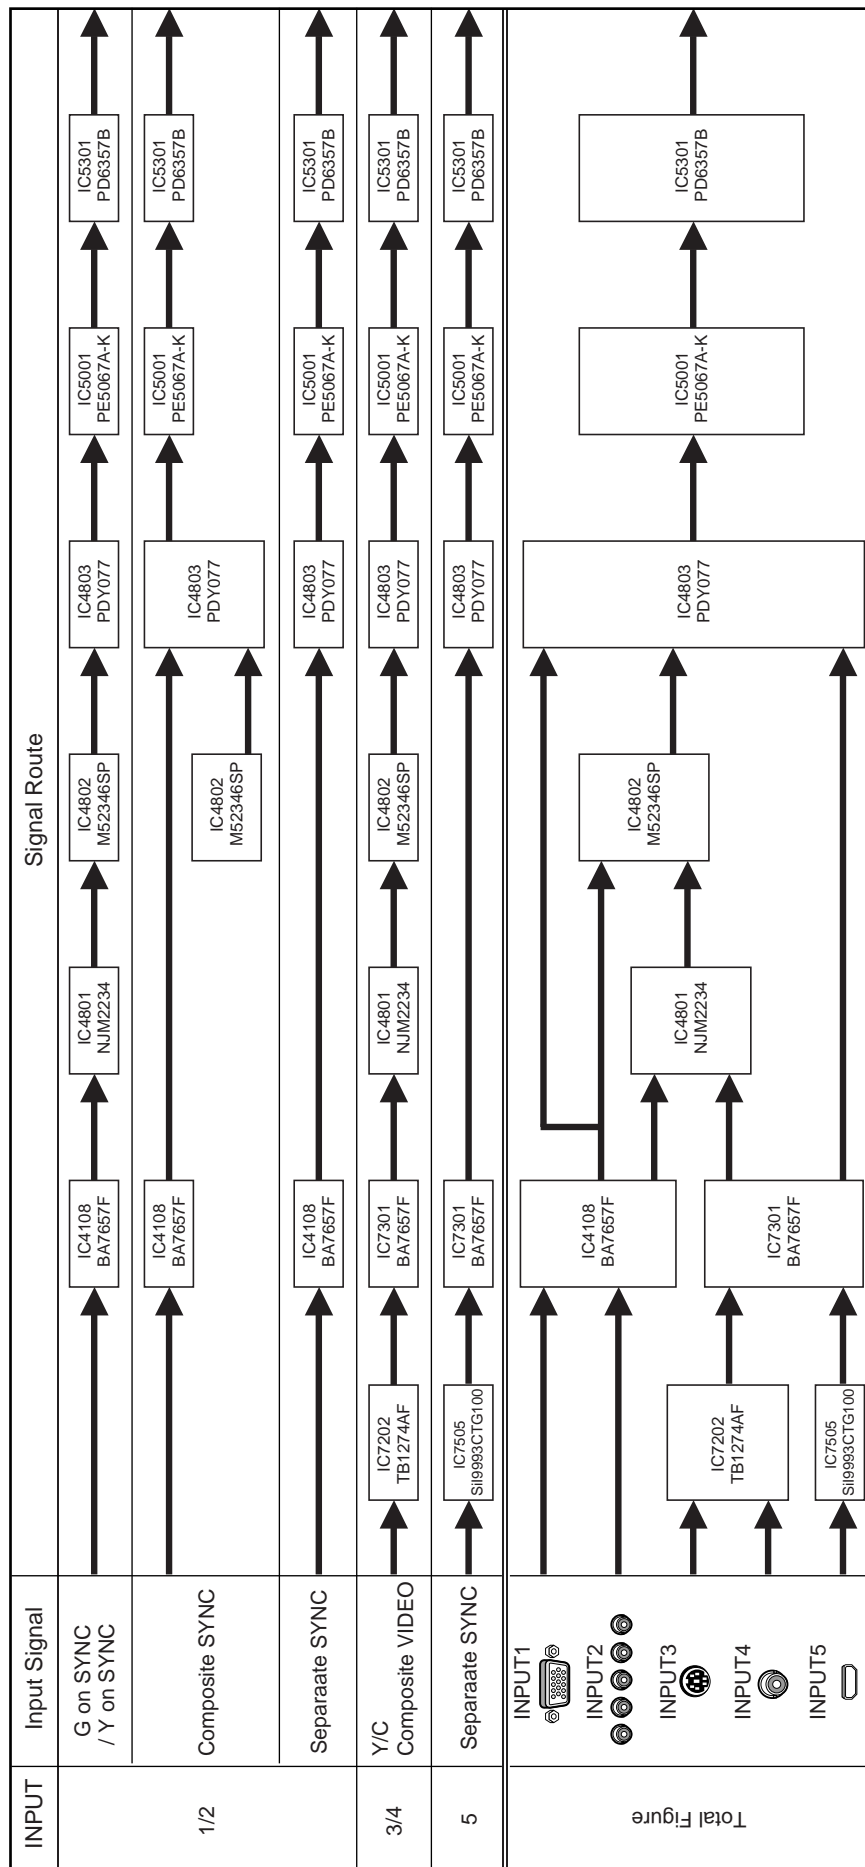 INPUT
Input Signal
Signal Route
1/2
G on SYNC
/ Y on SYNC
IC4108
BA7657F
IC4801
NJM2234
IC4802
M52346SP
IC4803
PDY077
IC5001
PE5067A-K
IC5301
PD6357B
Composite SYNC
IC4108
BA7657F
IC4802
M52346SP
IC4803
PDY077
IC5001
PE5067A-K
IC5301
PD6357B
Separaate SYNC
IC4108
BA7657F
IC4803
PDY077
IC5001
PE5067A-K
IC5301
PD6357B
3/4
Y/C
Composite VIDEO
IC7202
TB1274AF
IC7301
BA7657F
IC4801
NJM2234
IC4802
M52346SP
IC4803
PDY077
IC5001
PE5067A-K
IC5301
PD6357B
5
Separaate SYNC
IC7505
SiI9993CTG100
IC7301
BA7657F
IC4803
PDY077
IC5001
PE5067A-K
IC5301
PD6357B
Total Figure
INPUT1
INPUT2
INPUT3
INPUT4
INPUT5
IC7202
TB1274AF
IC7505
SiI9993CTG100
IC4108
BA7657F
IC7301
BA7657F
IC4801
NJM2234
IC4802
M52346SP
IC4803
PDY077
IC5001
PE5067A-K
IC5301
PD6357B